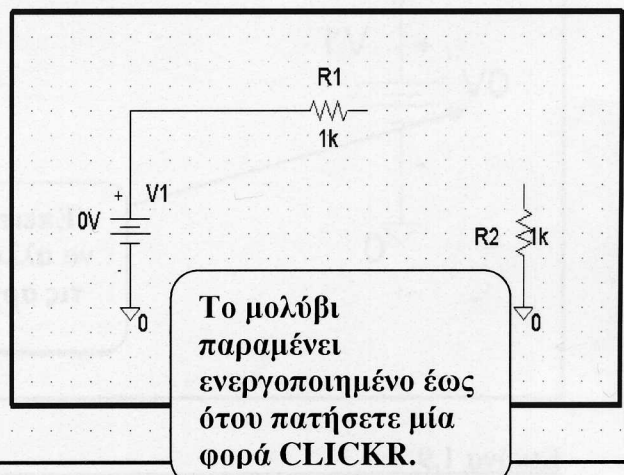 R1
1k
+ V1
0V
-
0
R2 1k
0
Το μολύβι
παραμένει
ενεργοποιημένο έως
ότου πατήσετε μία
φορά CLICKR.